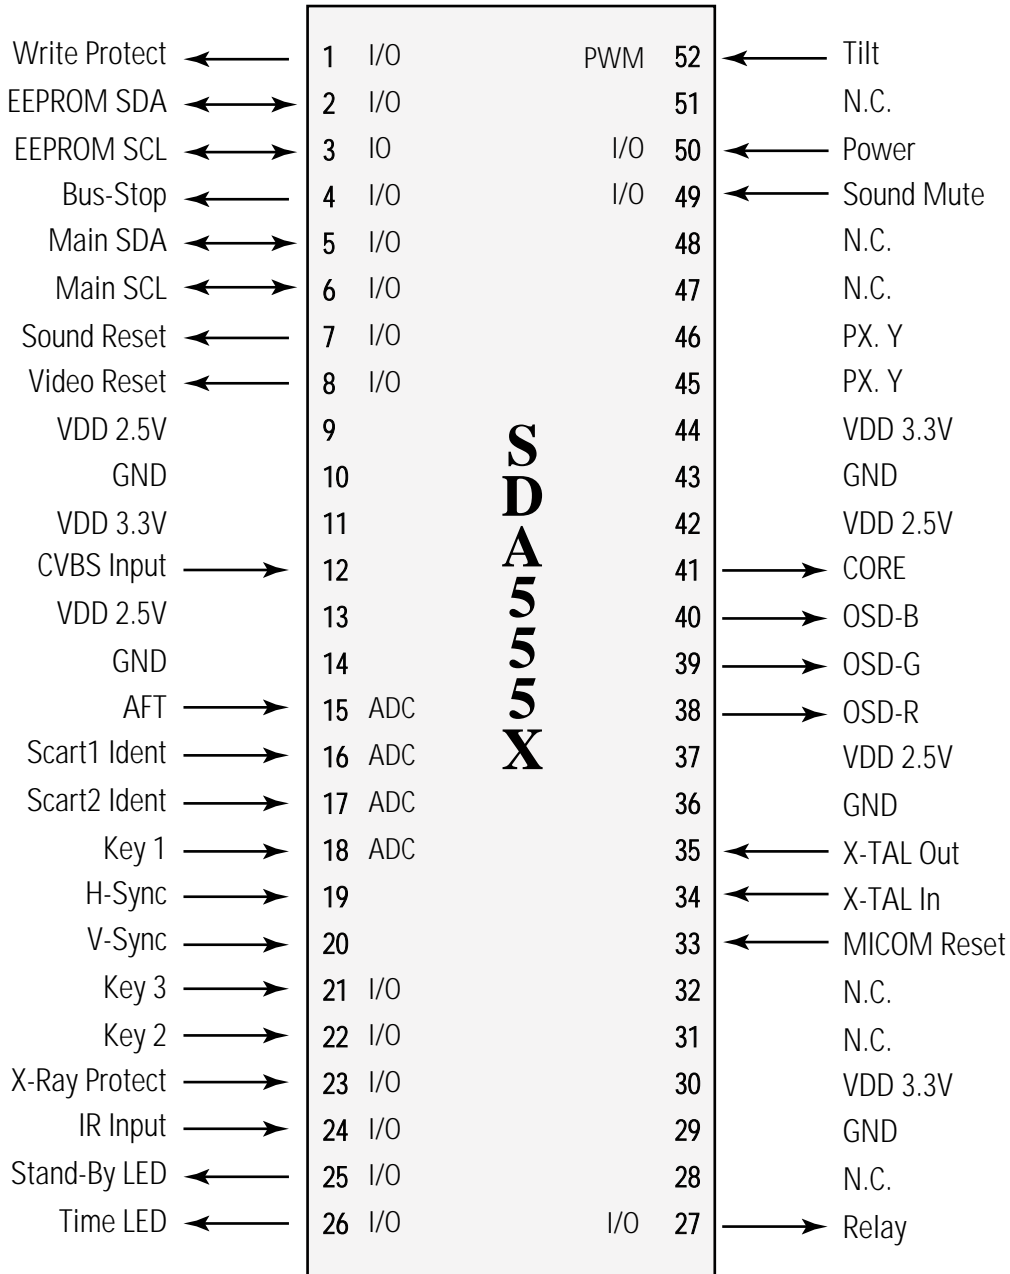 Write Protect 1 I/O PWM 52 Tilt
EEPROM SDA 2 I/O 51 N.C.
EEPROM SCL 3 IO I/O 50 Power
Bus-Stop 4 I/O I/O 49 Sound Mute
Main SDA 5 I/O 48 N.C.
Main SCL 6 I/O 47 N.C.
Sound Reset 7 I/O 46 PX. Y
Video Reset 8 I/O 45 PX. Y
VDD 2.5V 9 44 VDD 3.3V
GND 10 43 GND
VDD 3.3V 11 42 VDD 2.5V
CVBS Input 12 41 CORE
VDD 2.5V 13 40 OSD-B
GND 14 39 OSD-G
AFT 15 ADC 38 OSD-R
Scart1 Ident 16 ADC 37 VDD 2.5V
Scart2 Ident 17 ADC 36 GND
Key 1 18 ADC 35 X-TAL Out
H-Sync 19 34 X-TAL In
V-Sync 20 33 MICOM Reset
Key 3 21 I/O 32 N.C.
Key 2 22 I/O 31 N.C.
X-Ray Protect 23 I/O 30 VDD 3.3V
IR Input 24 I/O 29 GND
Stand-By LED 25 I/O 28 N.C.
Time LED 26 I/O I/O 27 Relay
SDA555X